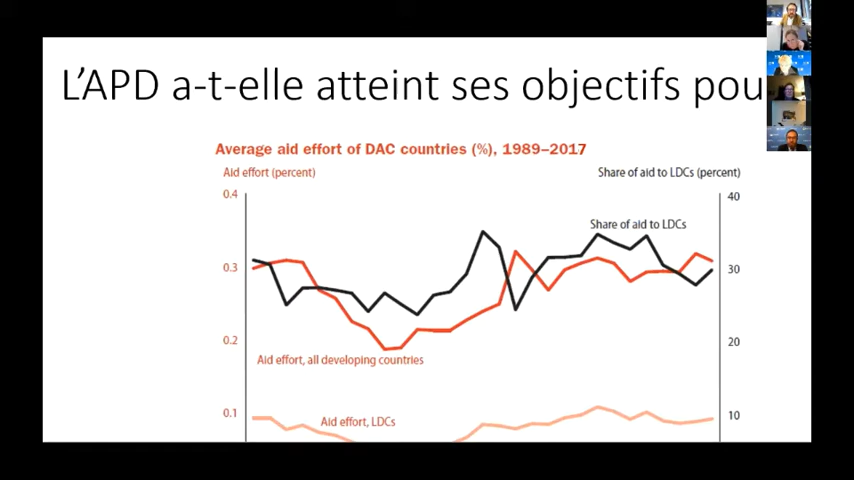 L'APD a-t-elle atteint ses objectifs pou
Average aid effort of DAC countries (%), 1989–2017
Aid effort (percent)
Share of aid to LDCs (percent)
0.4
40
Share of aid to LDCs
0.3
30
0.2
20
Aid effort, all developing countries
0.1
10
Aid effort, LDCs